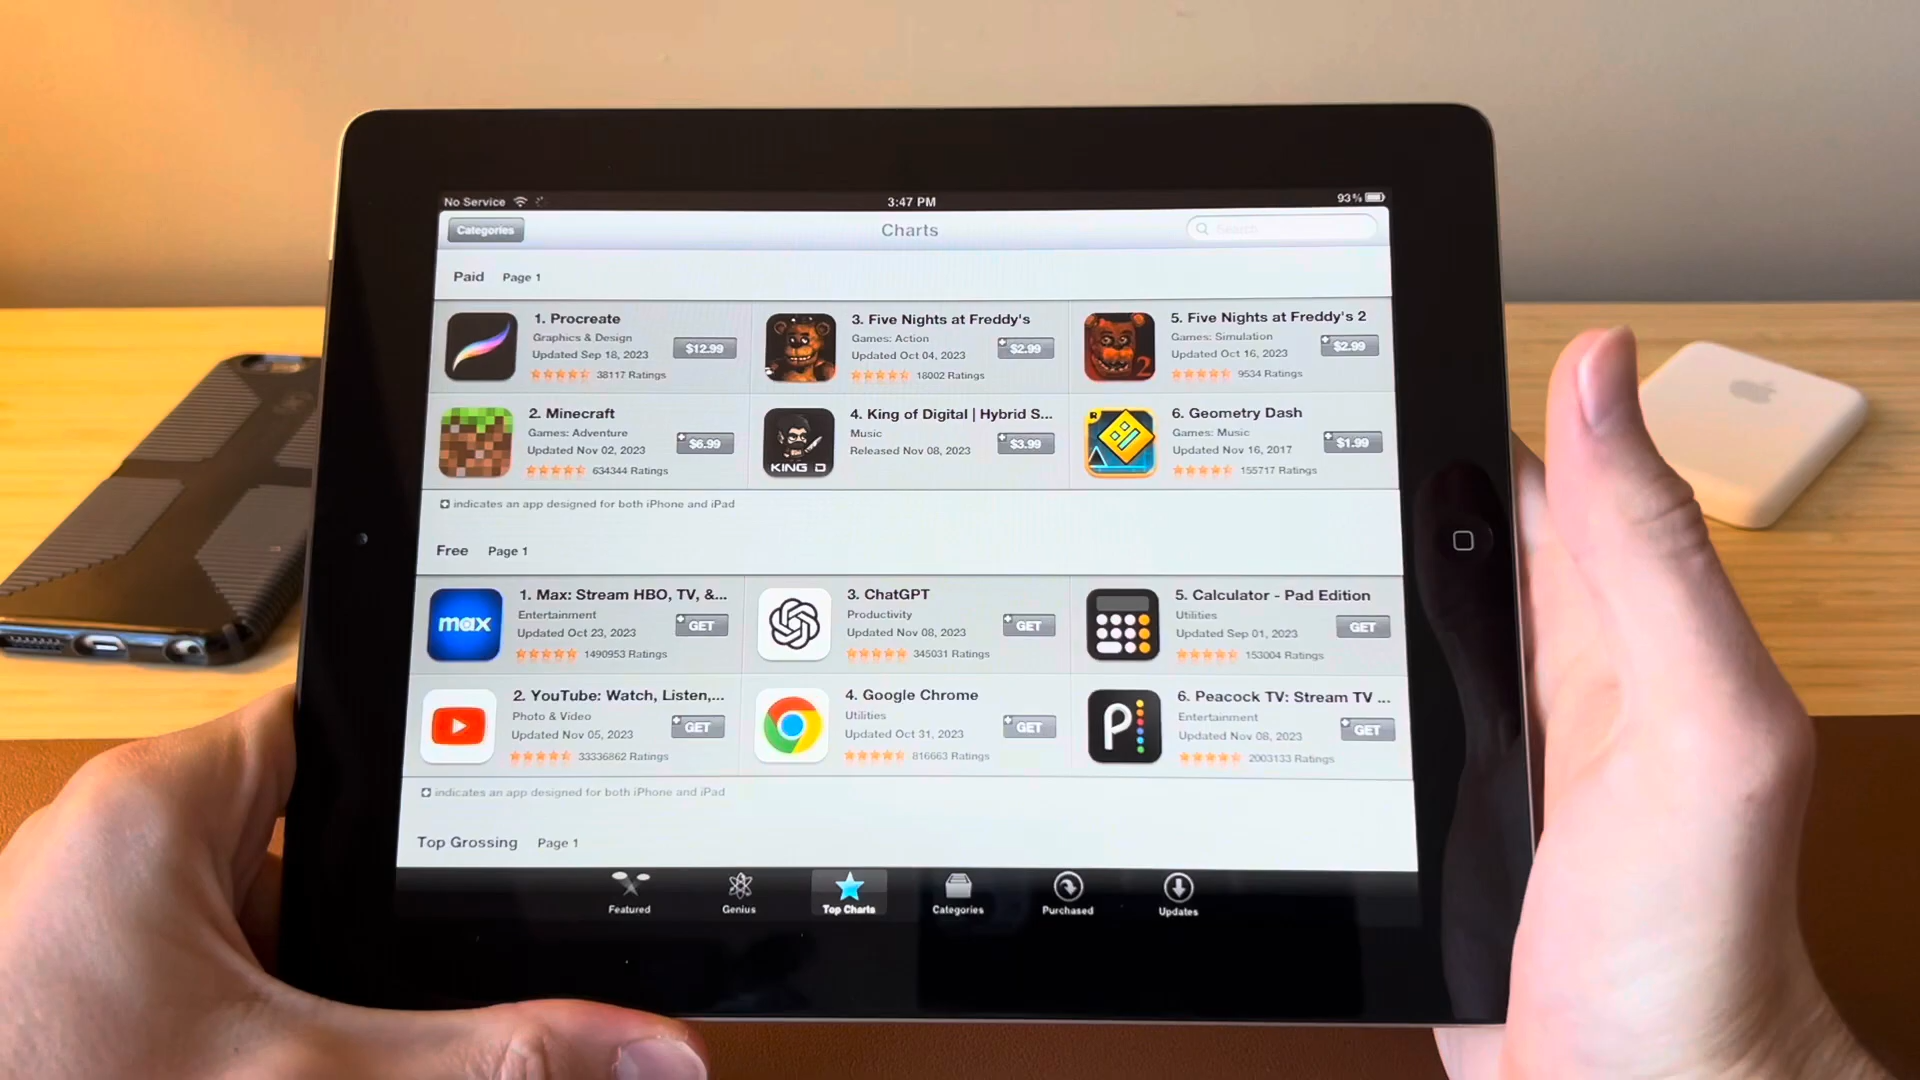 No Service
3:47 PM
93%
Categories
Charts
Search
Paid Page 1
1. Procreate
Graphics & Design
Updated Sep 18, 2023
38117 Ratings
$12.99
3. Five Nights at Freddy's
Games: Action
Updated Oct 04, 2023
18002 Ratings
$2.99
5. Five Nights at Freddy's 2
Games: Simulation
Updated Oct 16, 2023
9534 Ratings
$2.99
2
2. Minecraft
Games: Adventure
Updated Nov 02, 2023
634344 Ratings
$6.99
4. King of Digital | Hybrid S...
Music
Released Nov 08, 2023
$3.99
KING D
6. Geometry Dash
Games: Music
Updated Nov 16, 2017
155717 Ratings
$1.99
R
indicates an app designed for both iPhone and iPad
Free Page 1
1. Max: Stream HBO, TV, &...
Entertainment
Updated Oct 23, 2023
1490953 Ratings
GET
max
3. ChatGPT
Productivity
Updated Nov 08, 2023
345031 Ratings
GET
5. Calculator - Pad Edition
Utilities
Updated Sep 01, 2023
153004 Ratings
GET
2. YouTube: Watch, Listen,...
Photo & Video
Updated Nov 05, 2023
33336862 Ratings
GET
4. Google Chrome
Utilities
Updated Oct 31, 2023
816663 Ratings
GET
6. Peacock TV: Stream TV ...
Entertainment
Updated Nov 08, 2023
2003133 Ratings
GET
P
indicates an app designed for both iPhone and iPad
Top Grossing Page 1
Featured
Genius
Top Charts
Categories
Purchased
Updates